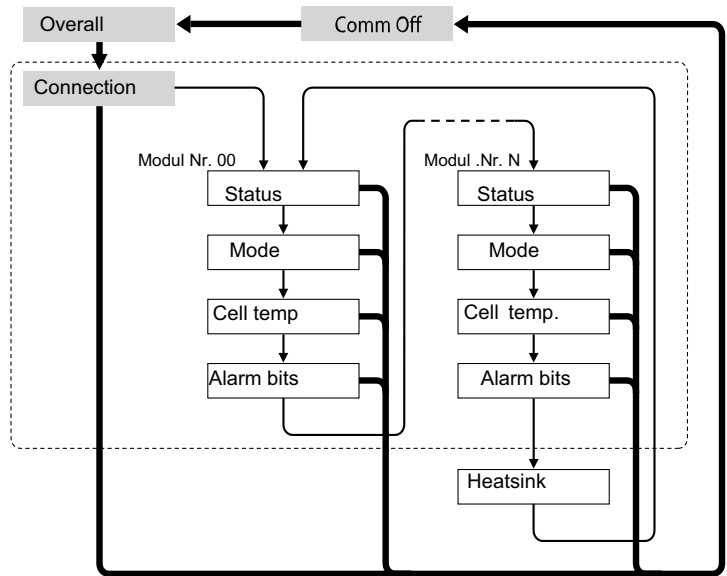 Overall
Comm Off
Connection
Modul Nr. 00
Status
Mode
Cell temp
Alarm bits
Modul .Nr. N
Status
Mode
Cell temp.
Alarm bits
Heatsink